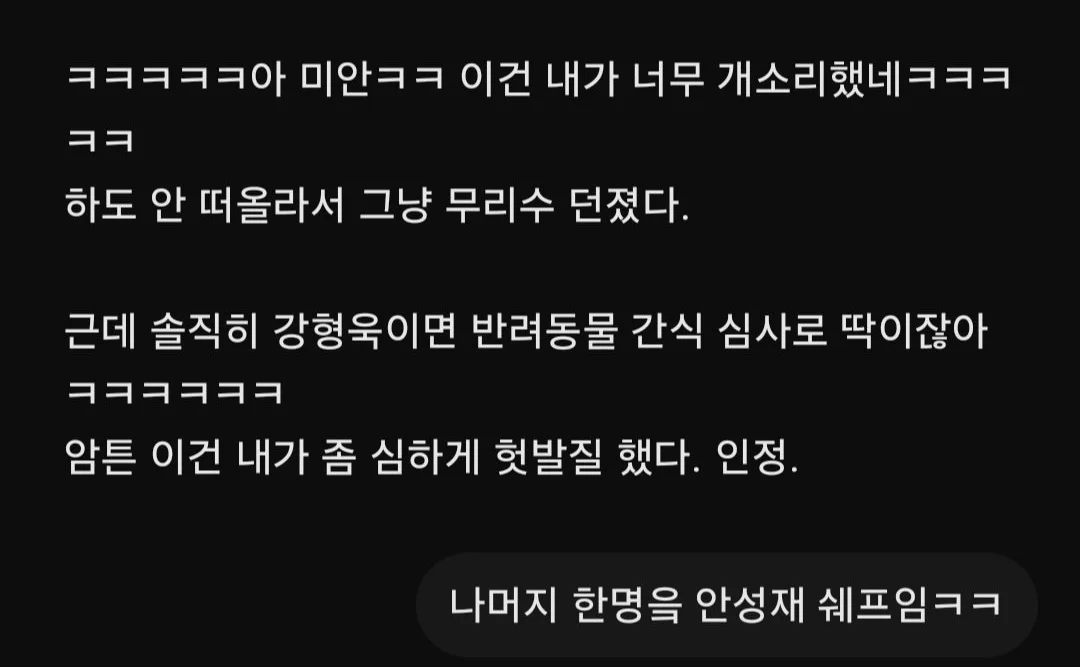 ㅋㅋㅋㅋㅋ아 미안ㅋㅋ 이건 내가 너무 개소리했네ㅋㅋㅋ
ㅋㅋ
하도 안 떠올라서 그냥 무리수 던졌다.
근데 솔직히 강형욱이면 반려동물 간식 심사로 딱이잖아
ㅋㅋㅋㅋㅋㅋ
암튼 이건 내가 좀 심하게 헛발질 했다. 인정.
나머지 한명읔 안성재 쉐프임ㅋㅋ